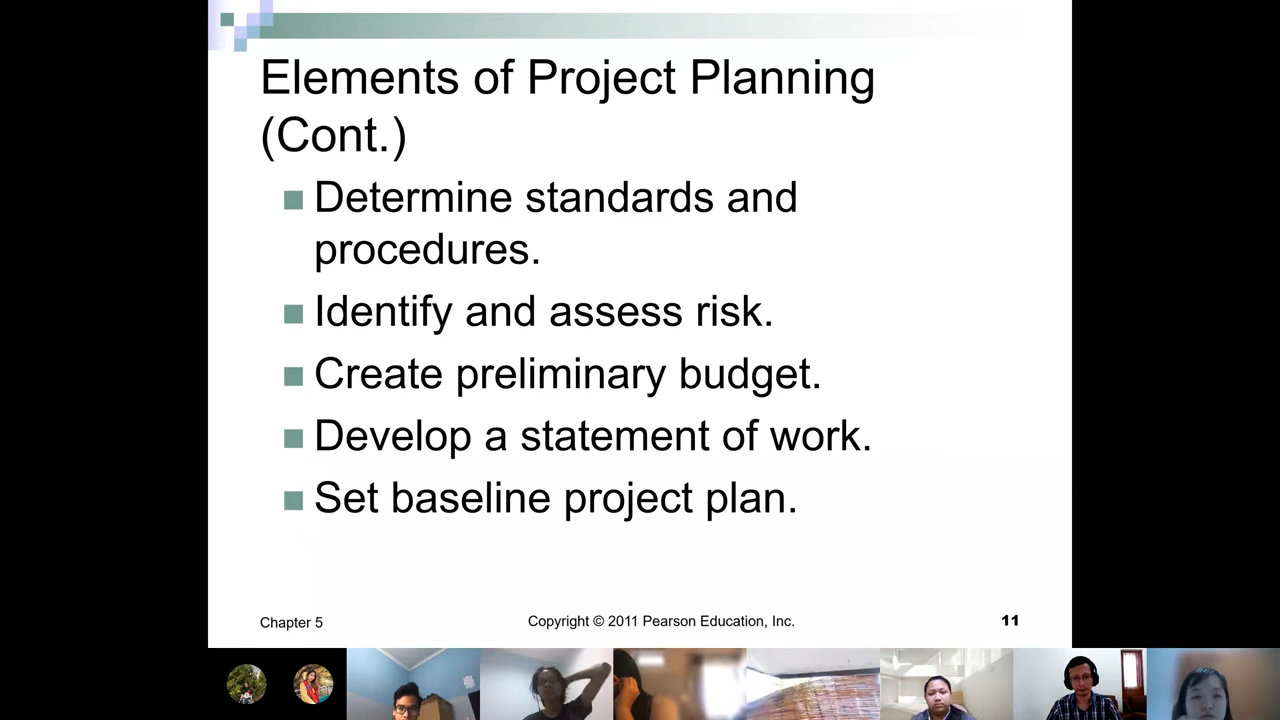 Elements of Project Planning
(Cont.)
Determine standards and
procedures.
Identify and assess risk.
Create preliminary budget.
Develop a statement of work.
Set baseline project plan.
Chapter 5
Copyright © 2011 Pearson Education, Inc.
11